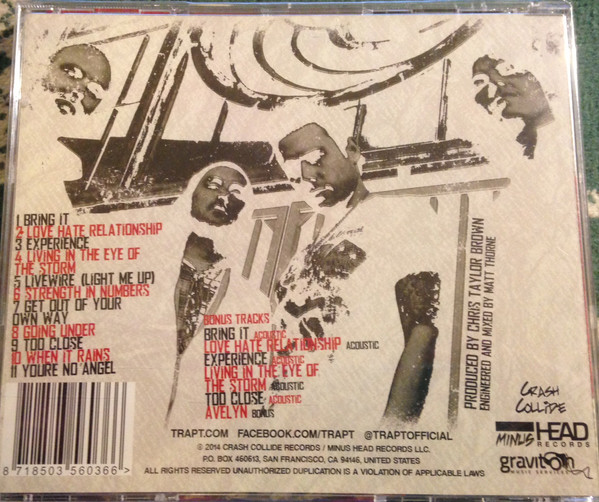 1 BRING IT
2 LOVE HATE RELATIONSHIP
3 EXPERIENCE
4 LIVING IN THE EYE OF
THE STORM
5 LIVEWIRE (LIGHT ME UP)
6 STRENGTH IN NUMBERS
7 GET OUT OF YOUR
OWN WAY
8 GOING UNDER
9 TOO CLOSE
10 WHEN IT RAINS
11 YOURE NO ANGEL
BONUS TRACKS
BRING IT ACOUSTIC
LOVE HATE RELATIONSHIP ACOUSTIC
EXPERIENCE ACOUSTIC
LIVING IN THE EYE OF
THE STORM ACOUSTIC
TOO CLOSE ACOUSTIC
AVELYN BONUS
PRODUCED BY CHRIS TAYLOR BROWN
ENGINEERED AND MIXED BY MATT THORNE
CRASH
COLLIDE
MINUS HEAD
RECORDS
graviton
MUSIC SERVICES
8 718503 560366 >
TRAPT.COM FACEBOOK.COM/TRAPT @TRAPTOFFICIAL
© 2014 CRASH COLLIDE RECORDS / MINUS HEAD RECORDS LLC.
P.O. BOX 460613, SAN FRANCISCO, CA 94146, UNITED STATES
ALL RIGHTS RESERVED UNAUTHORIZED DUPLICATION IS A VIOLATION OF APPLICABLE LAWS